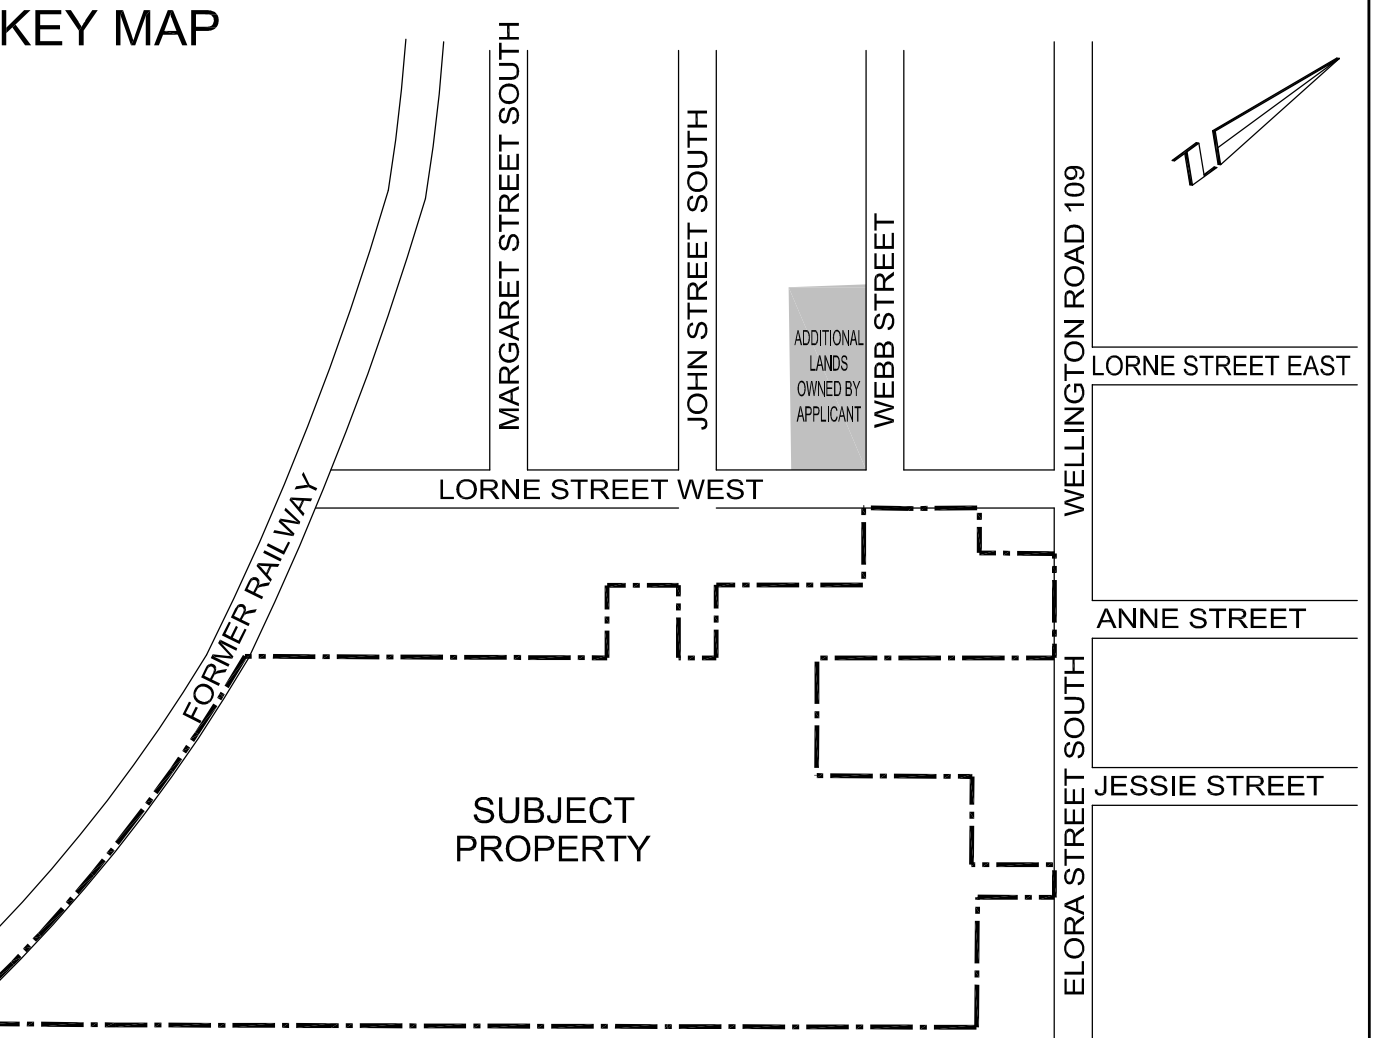 KEY MAP
MARGARET STREET SOUTH
JOHN STREET SOUTH
WEBB STREET
WELLINGTON ROAD 109
N
ADDITIONAL
LANDS
OWNED BY
APPLICANT
LORNE STREET EAST
LORNE STREET WEST
FORMER RAILWAY
ANNE STREET
ELORA STREET SOUTH
JESSIE STREET
SUBJECT
PROPERTY